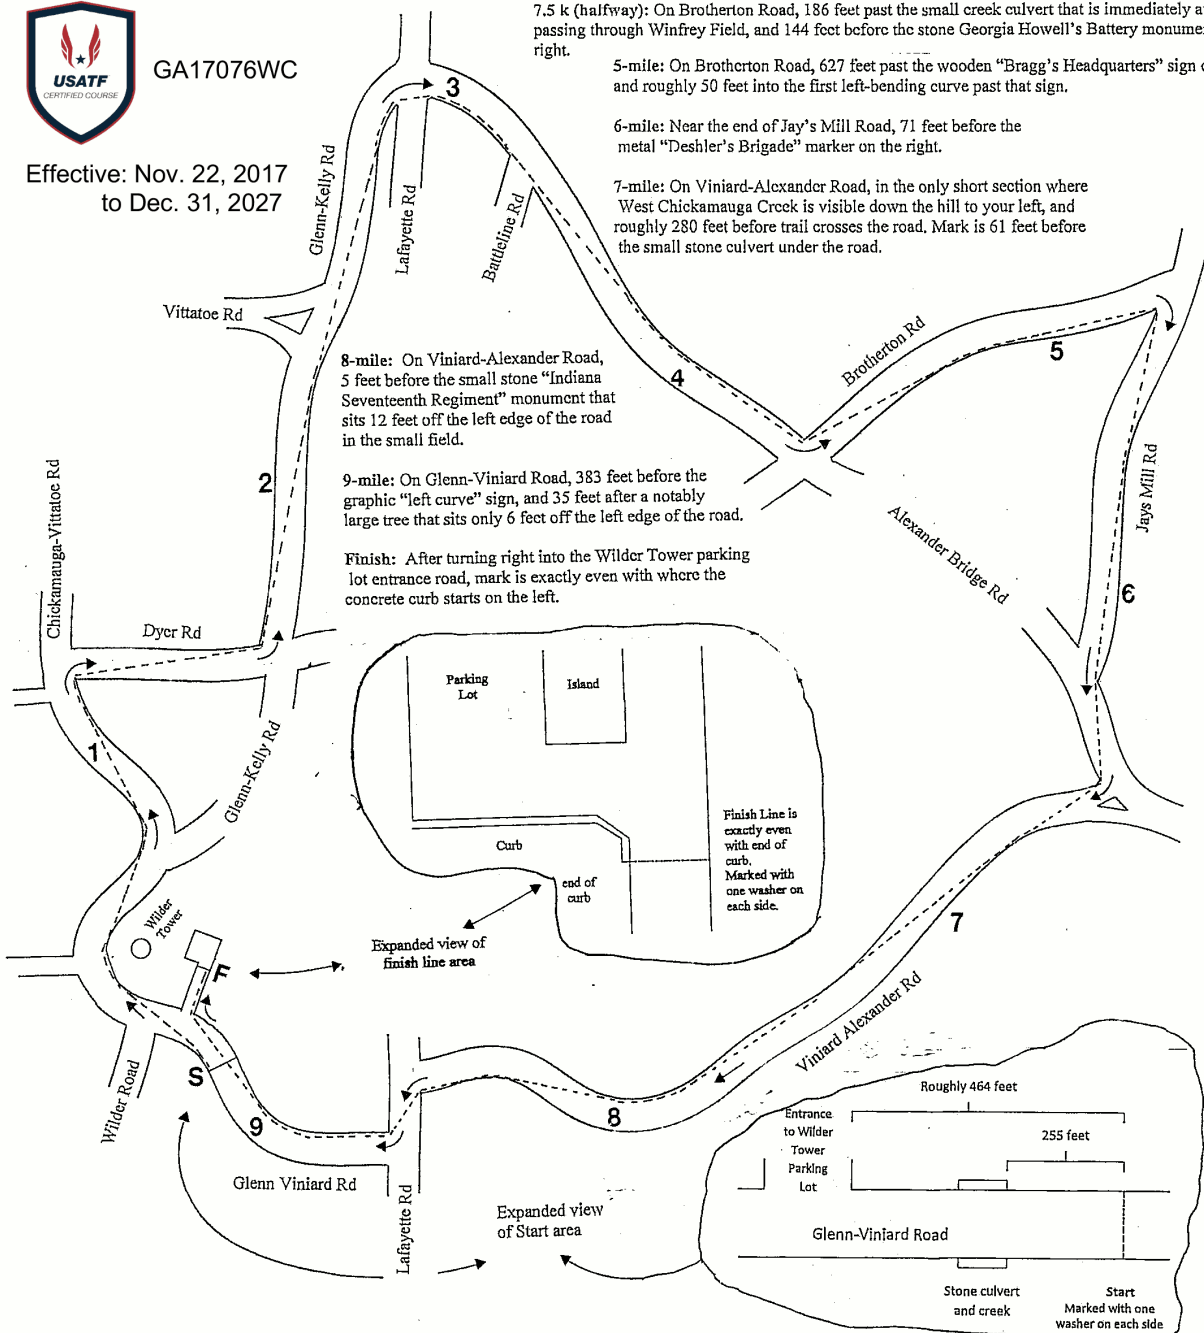 7.5 k (halfway): On Brotherton Road, 186 feet past the small creek culvert that is immediately a
passing through Winfrey Field, and 144 feet before the stone Georgia Howell's Battery monume
right.
USATF
CERTIFIED COURSE
GA17076WC
Effective: Nov. 22, 2017
to Dec. 31, 2027
5-mile: On Brotherton Road, 627 feet past the wooden "Bragg's Headquarters" sign
and roughly 50 feet into the first left-bending curve past that sign.
6-mile: Near the end of Jay's Mill Road, 71 feet before the
metal "Deshler's Brigade" marker on the right.
7-mile: On Viniard-Alexander Road, in the only short section where
West Chickamauga Creek is visible down the hill to your left, and
roughly 280 feet before trail crosses the road. Mark is 61 feet before
the small stone culvert under the road.
3
Glenn-Kelly Rd
Lafayette Rd
Battleline Rd
Vittatoe Rd
8-mile: On Viniard-Alexander Road,
5 feet before the small stone "Indiana
Seventeenth Regiment" monument that
sits 12 feet off the left edge of the road
in the small field.
4
Brotherton Rd
5
2
9-mile: On Glenn-Viniard Road, 383 feet before the
graphic "left curve" sign, and 35 feet after a notably
large tree that sits only 6 feet off the left edge of the road.
Jays Mill Rd
Chickamauga-Vittatoe Rd
Alexander Bridge Rd
Finish: After turning right into the Wilder Tower parking
lot entrance road, mark is exactly even with where the
concrete curb starts on the left.
6
Dyer Rd
Parking
Lot
Island
1
Glenn-Kelly Rd
Finish Line is
exactly even
with end of
curb.
Marked with
one washer on
each side.
Curb
end of
curb
Wilder
Tower
7
Expanded view of
finish line area
F
Viniard Alexander Rd
S
Wilder Road
9
8
Glenn Viniard Rd
Lafayette Rd
Expanded view
of Start area
Roughly 464 feet
Entrance
to Wilder
Tower
Parking
Lot
255 feet
Glenn-Viniard Road
Stone culvert
and creek
Start
Marked with one
washer on each side